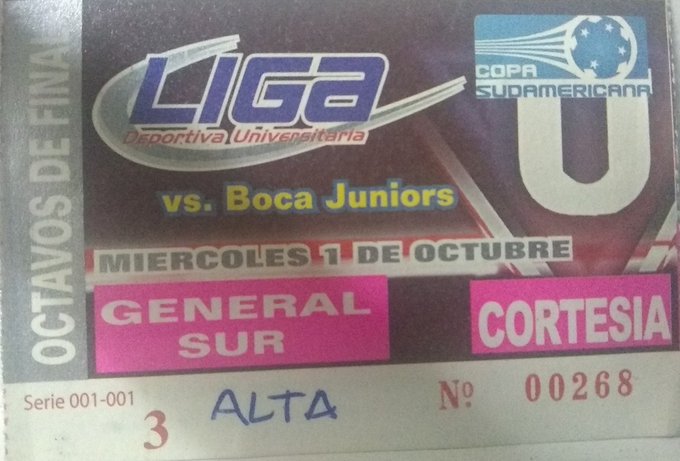 OCTAVOS DE FINAL
LIGa
Deportiva Universitaria
COPA
SUDAMERICANA
U
vs. Boca Juniors
MIERCOLES 1 DE OCTUBRE
GENERAL
SUR
CORTESIA
Serie 001-001
3
ALTA
Nº 00268